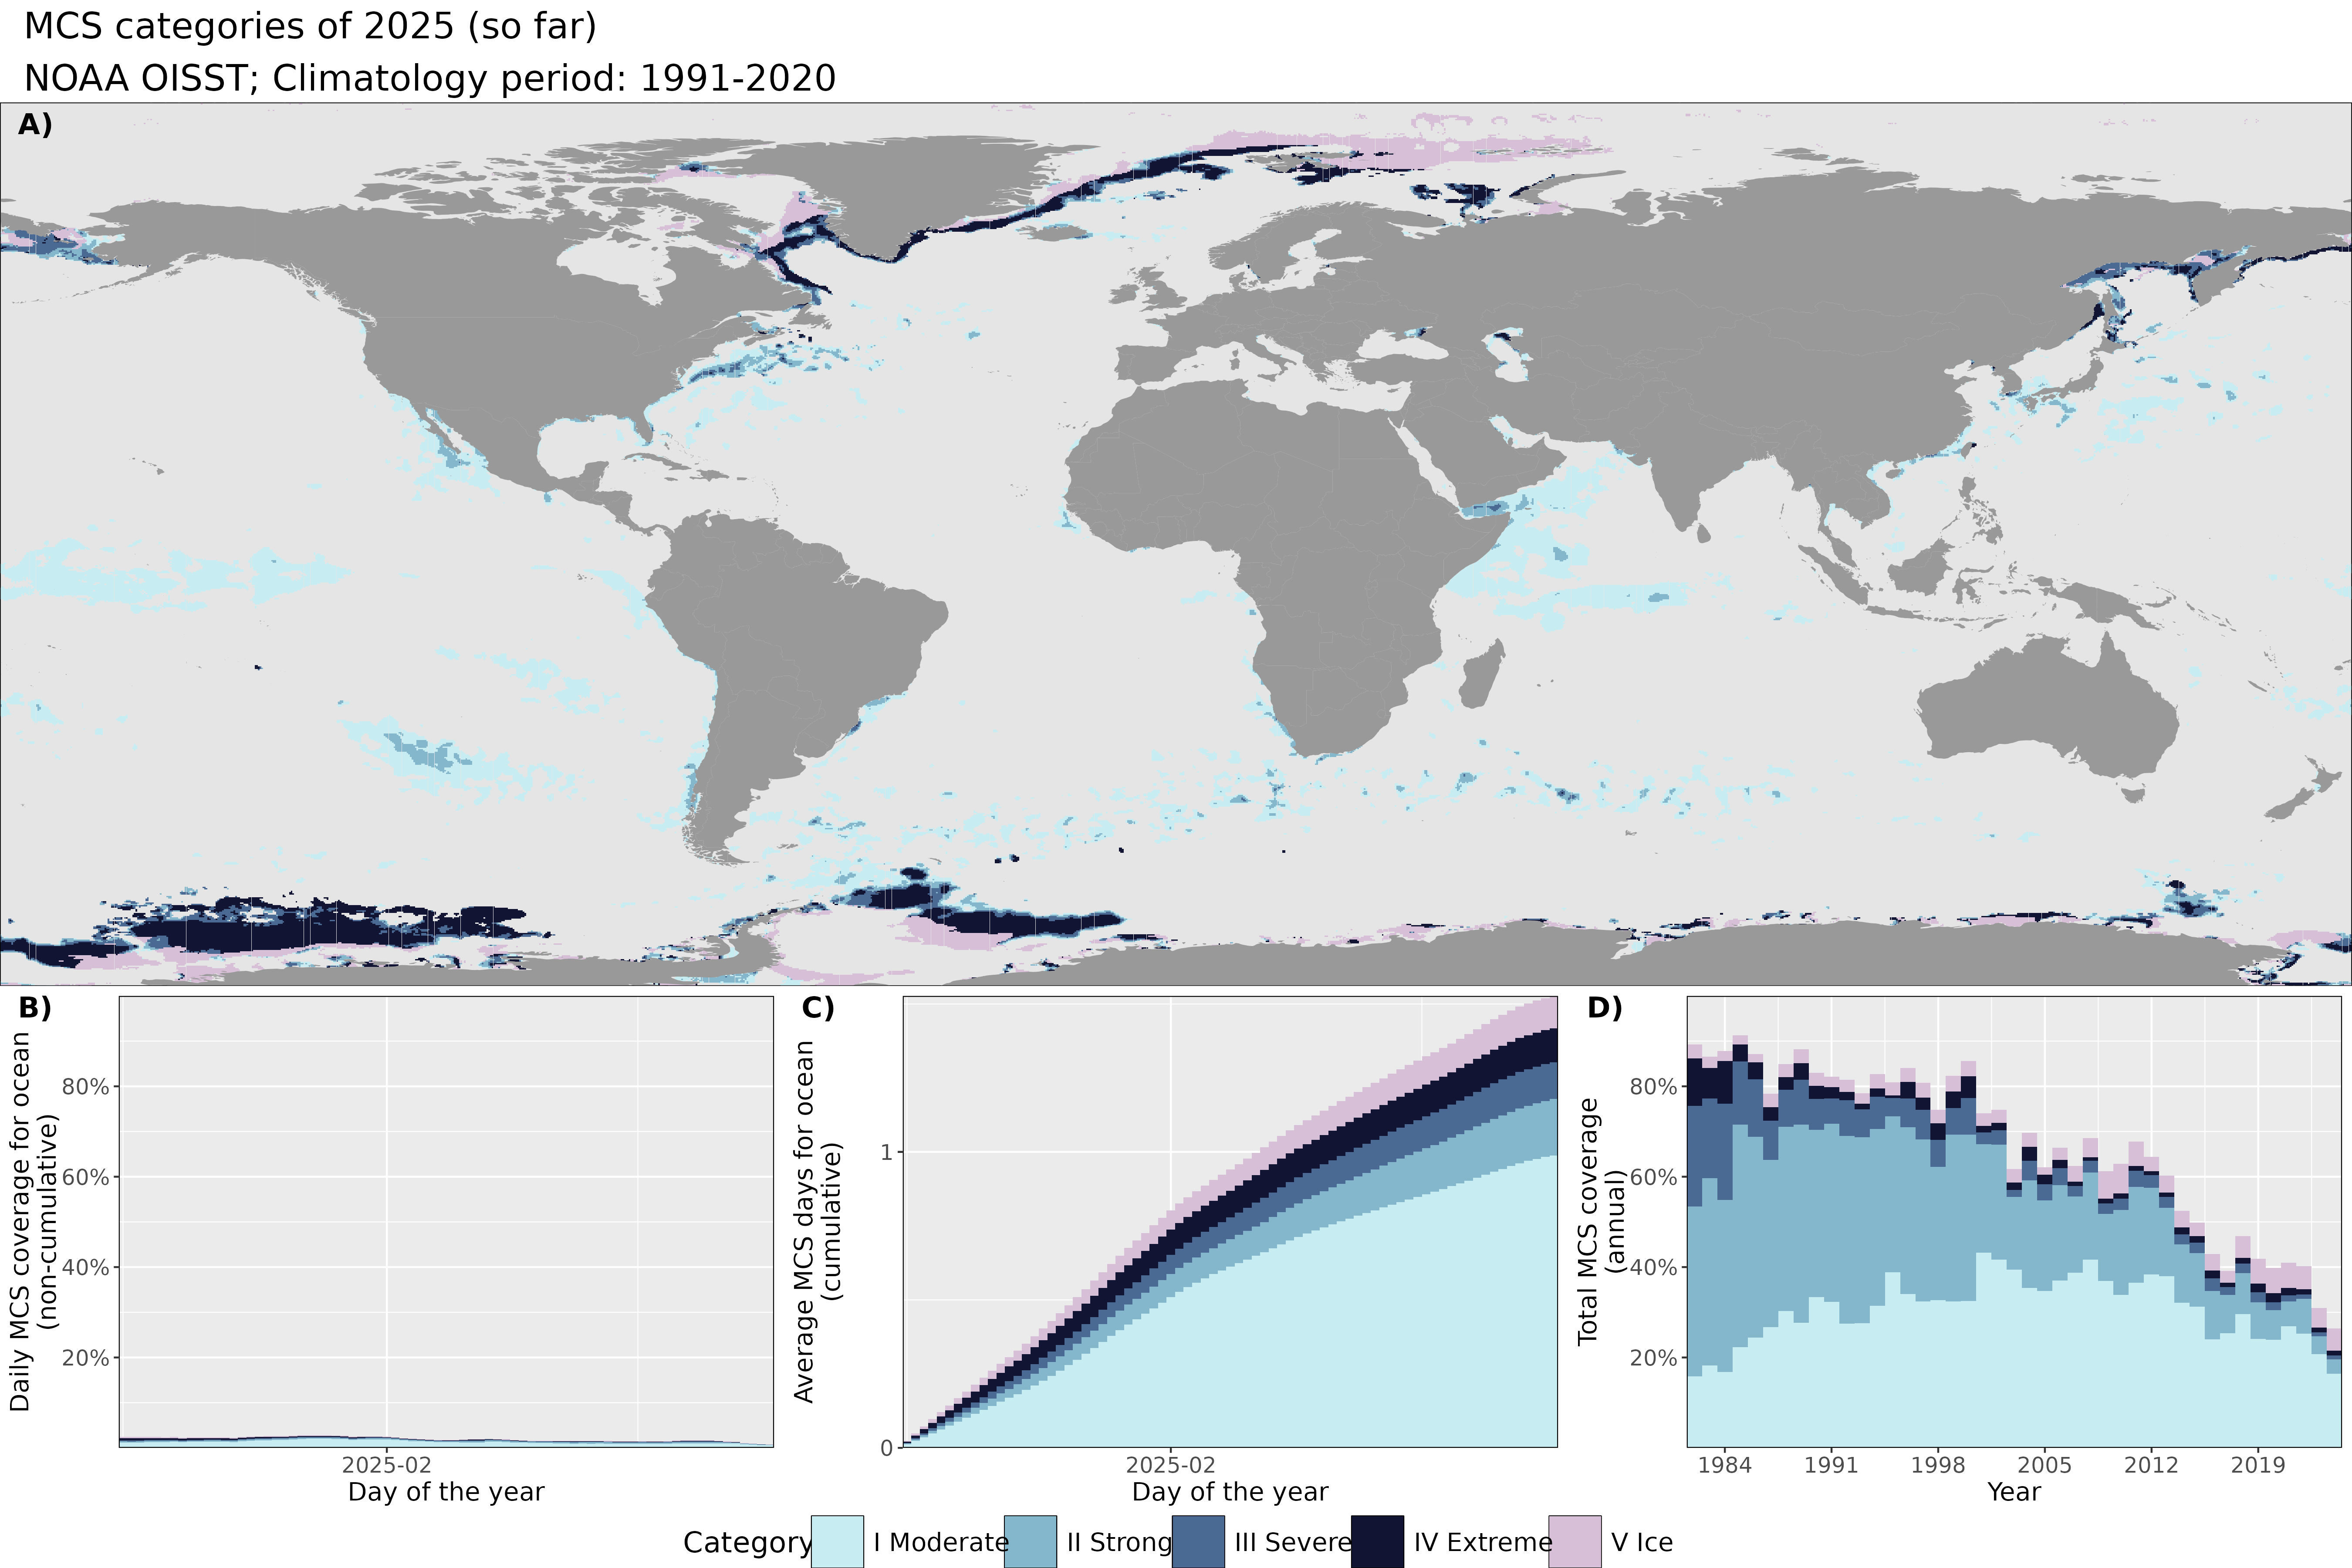 MCS categories of 2025 (so far)
NOAA OISST; Climatology period: 1991-2020
A)
B)
Daily MCS coverage for ocean
(non-cumulative)
80%
60%
40%
20%
2025-02
Day of the year
C)
Average MCS days for ocean
(cumulative)
1
0
2025-02
Day of the year
D)
Total MCS coverage
(annual)
80%
60%
40%
20%
1984 1991 1998 2005 2012 2019
Year
Category I Moderate II Strong III Severe IV Extreme V Ice